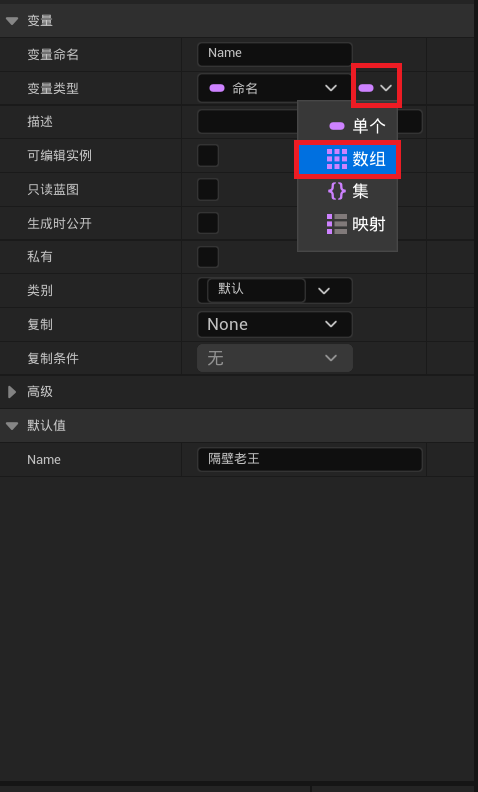 变量
变量命名 Name
变量类型 命名
描述 单个
可编辑实例 数组
只读蓝图 集
生成时公开 映射
私有
类别 默认
复制 None
复制条件 无
高级
默认值
Name 隔壁老王